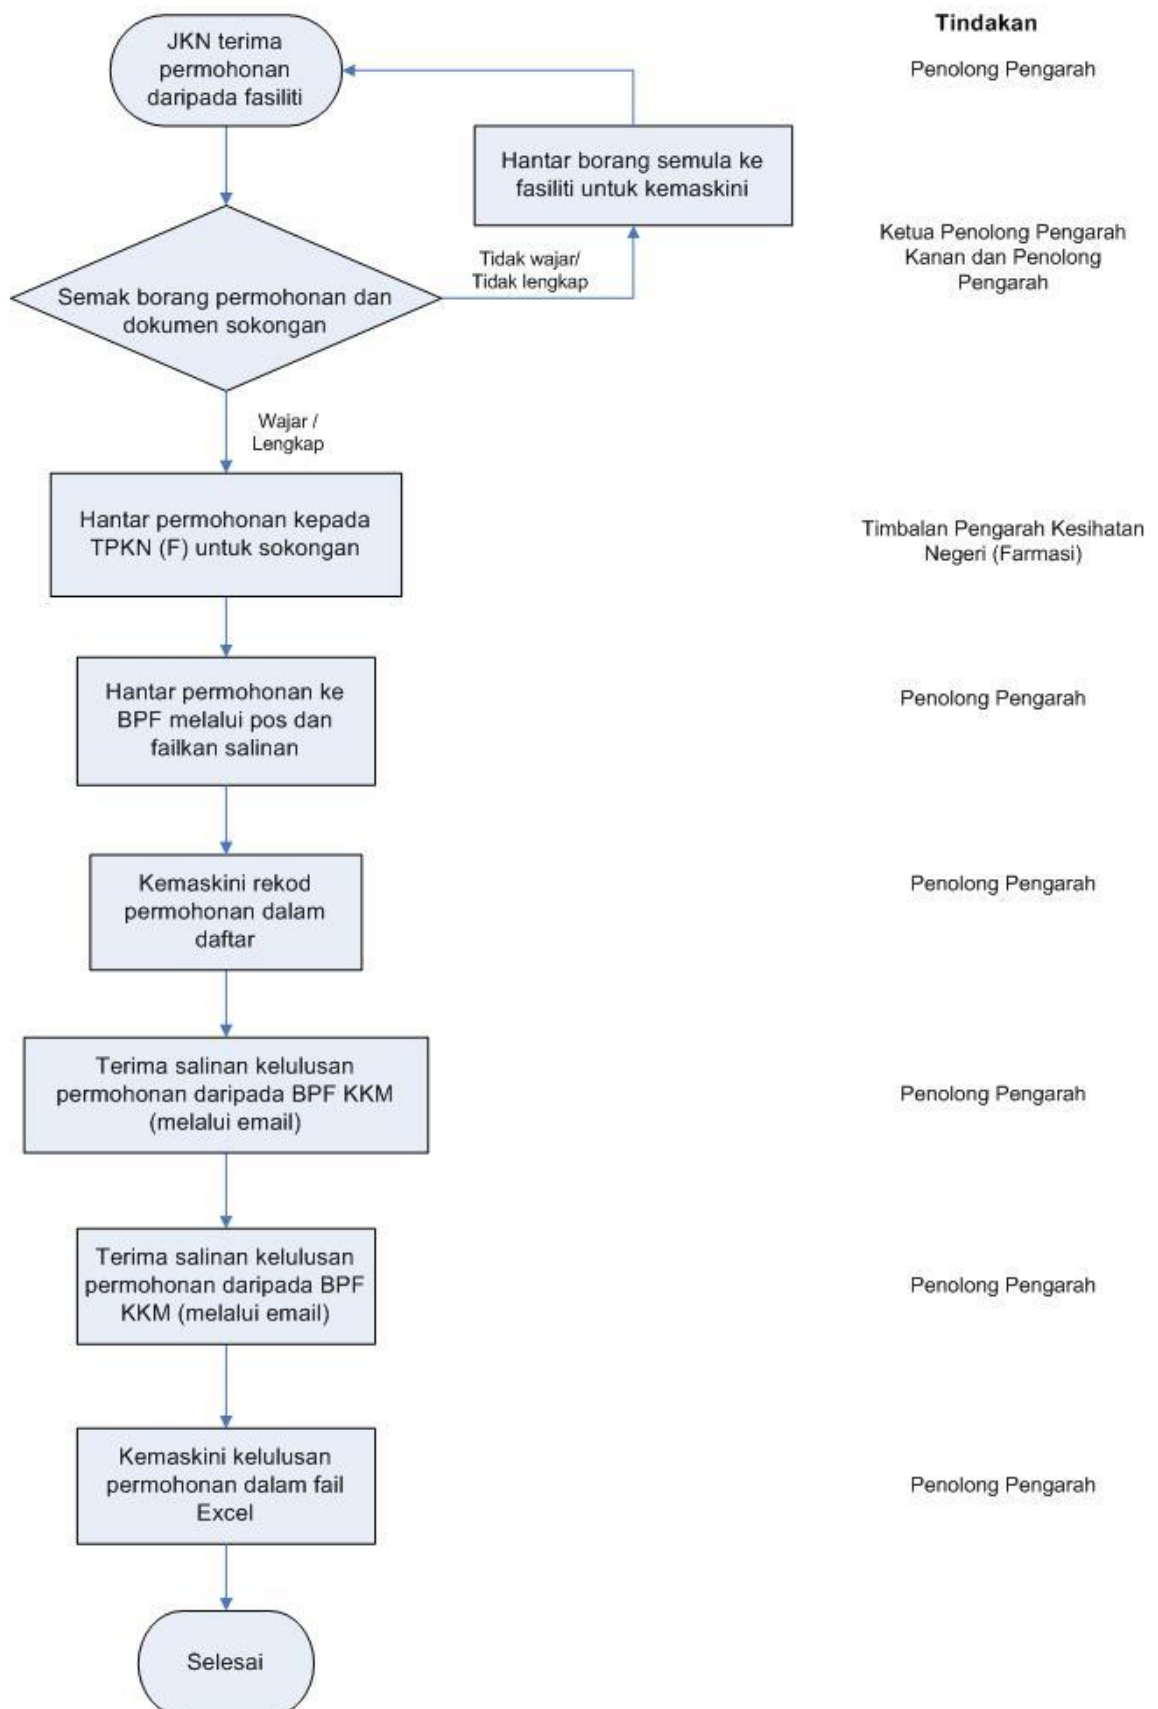 Tindakan
JKN terima
permohonan
daripada fasiliti
Penolong Pengarah
Hantar borang semula ke
fasiliti untuk kemaskini
Ketua Penolong Pengarah
Kanan dan Penolong
Pengarah
Tidak wajar/
Tidak lengkap
Semak borang permohonan dan
dokumen sokongan
Wajar /
Lengkap
Hantar permohonan kepada
TPKN (F) untuk sokongan
Timbalan Pengarah Kesihatan
Negeri (Farmasi)
Hantar permohonan ke
BPF melalui pos dan
failkan salinan
Penolong Pengarah
Kemaskini rekod
permohonan dalam
daftar
Penolong Pengarah
Terima salinan kelulusan
permohonan daripada BPF KKM
(melalui email)
Penolong Pengarah
Terima salinan kelulusan
permohonan daripada BPF
KKM (melalui email)
Penolong Pengarah
Kemaskini kelulusan
permohonan dalam fail
Excel
Penolong Pengarah
Selesai